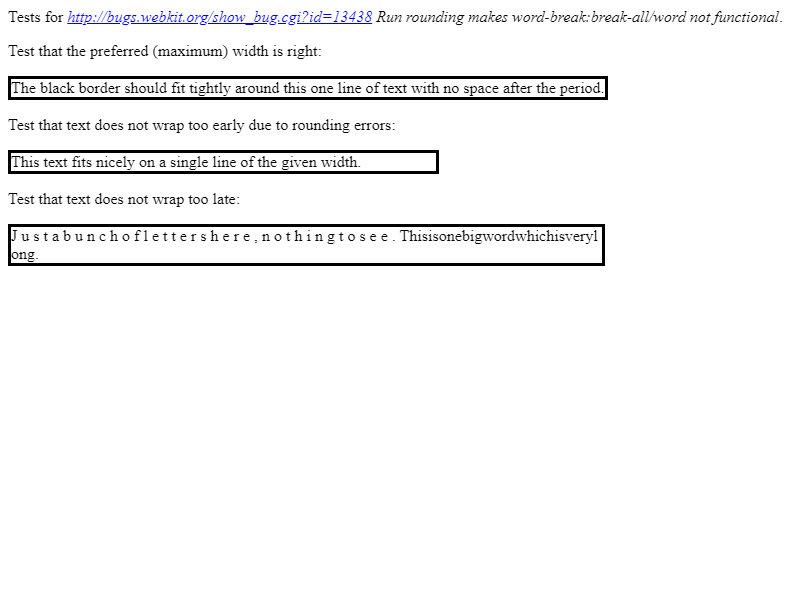 Tests for http://bugs.webkit.org/show_bug.cgi?id=13438 Run rounding makes word-break:break-all/word not functional.
Test that the preferred (maximum) width is right:
The black border should fit tightly around this one line of text with no space after the period.
Test that text does not wrap too early due to rounding errors:
This text fits nicely on a single line of the given width.
Test that text does not wrap too late:
J u s t a b u n c h o f l e t t e r s h e r e , n o t h i n g t o s e e . Thisisonebigwordwhichisveryl
ong.